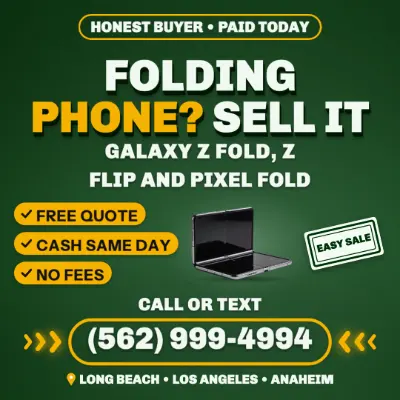 HONEST BUYER • PAID TODAY
FOLDING
PHONE? SELL IT
GALAXY Z FOLD, Z
FLIP AND PIXEL FOLD
FREE QUOTE
CASH SAME DAY
NO FEES
EASY SALE
CALL OR TEXT
(562) 999-4994
LONG BEACH • LOS ANGELES • ANAHEIM